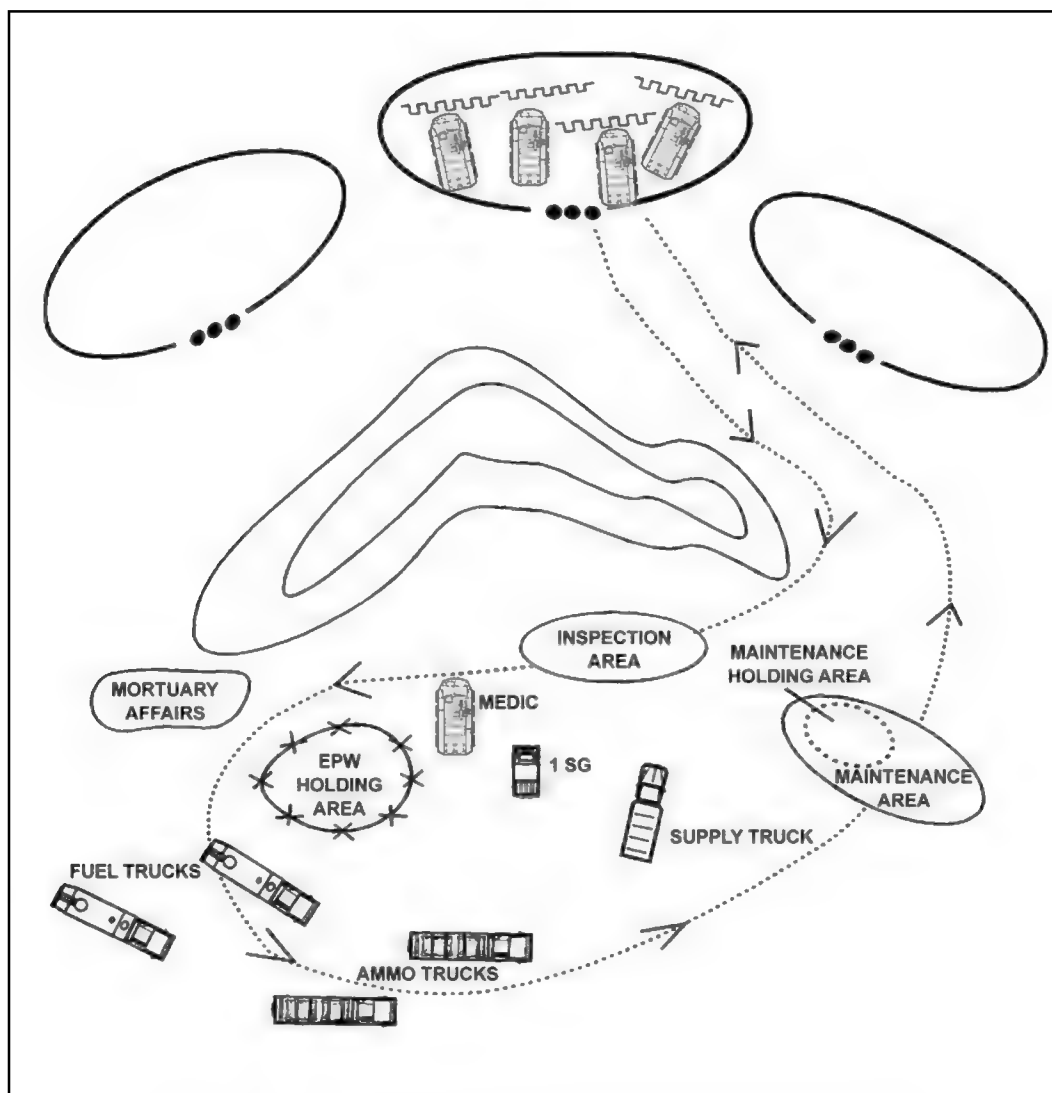 INSPECTION
AREA
MAINTENANCE
HOLDING AREA
MORTUARY
AFFAIRS
MEDIC
EPW
HOLDING
AREA
1 SG
MAINTENANCE
AREA
SUPPLY TRUCK
FUEL TRUCKS
AMMO TRUCKS